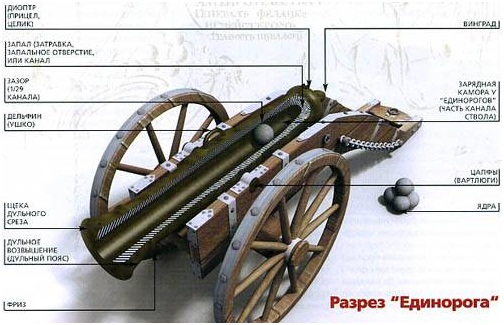 ДИОПТР
(ПРИЦЕЛ,
ЦЕЛИК)
ЗАПАЛ (ЗАТРАВКА,
ЗАПАЛЬНОЕ ОТВЕРСТИЕ,
ИЛИ КАНАЛ
ЗАЗОР
(1/29
КАНАЛА)
ДЕЛЬФИН
(УШКО)
ЩЕКА
ДУЛЬНОГО
СРЕЗА
ДУЛЬНОЕ
ВОЗВЫШЕНИЕ
(ДУЛЬНЫЙ ПОЯС)
ФРИЗ
ВИНГРАД
ЗАРЯДНАЯ
КАМОРА У
"ЕДИНОРОГОВ"
(ЧАСТЬ КАНАЛА
СТВОЛА)
ЦАПФЫ
(ВАРТЛЮГИ)
ЯДРА
Разрез "Единорога"